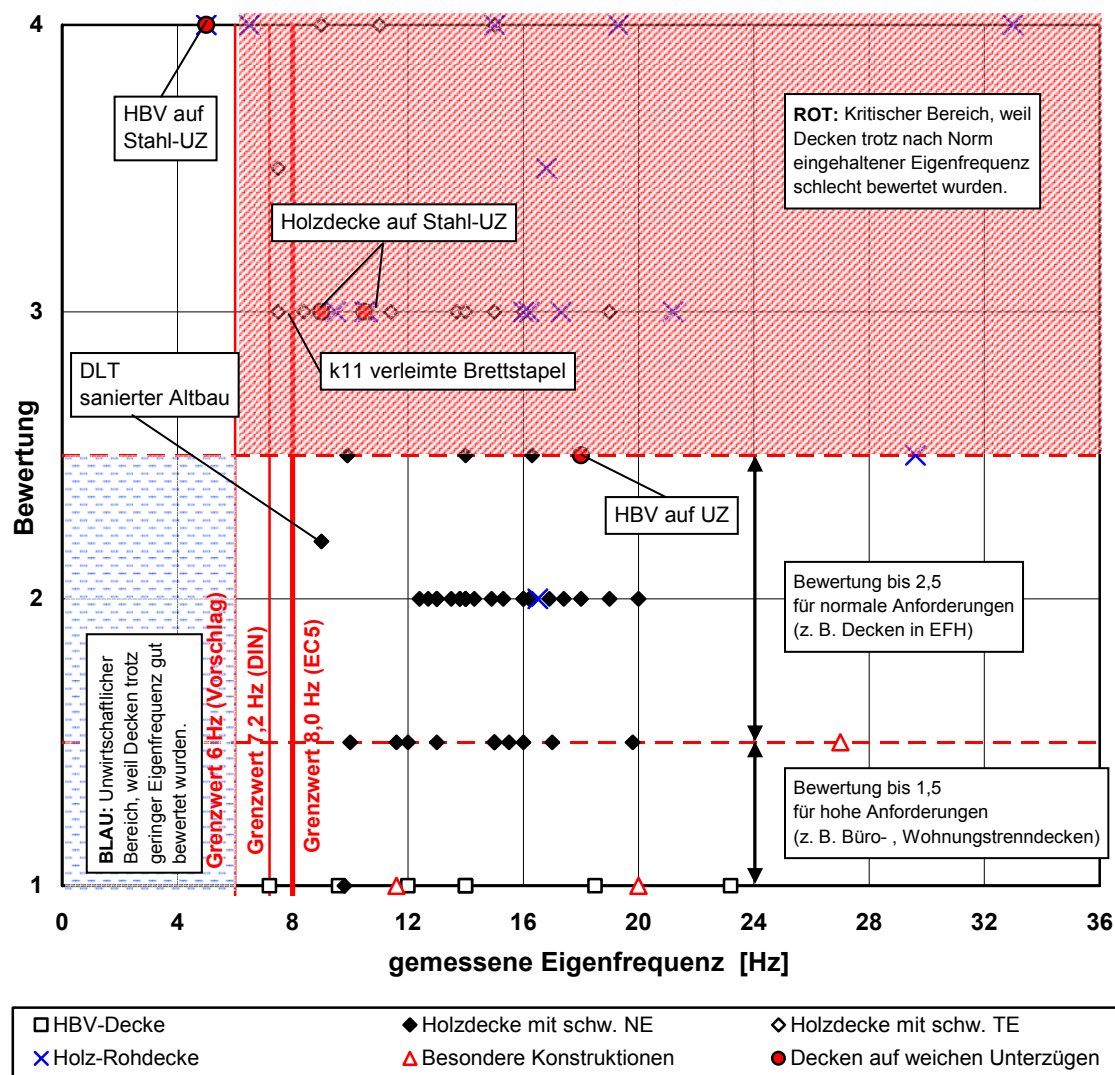 4
HBV auf
Stahl-UZ
ROT: Kritischer Bereich, weil
Decken trotz nach Norm
eingehaltener Eigenfrequenz
schlecht bewertet wurden.
Holzdecke auf Stahl-UZ
3
k11 verleimte Brettstapel
DLT
sanierter Altbau
HBV auf UZ
Bewertung
2
Bewertung bis 2,5
für normale Anforderungen
(z. B. Decken in EFH)
BLAU: Unwirtschaftlicher
Bereich, weil Decken trotz
geringer Eigenfrequenz gut
bewertet wurden.
Grenzwert 6 Hz (Vorschlag)
Grenzwert 7,2 Hz (DIN)
Grenzwert 8,0 Hz (EC5)
Bewertung bis 1,5
für hohe Anforderungen
(z. B. Büro- , Wohnungstrenndecken)
1
0 4 8 12 16 20 24 28 32 36
gemessene Eigenfrequenz [Hz]
HBV-Decke Holzdecke mit schw. NE Holzdecke mit schw. TE
Holz-Rohdecke Besondere Konstruktionen Decken auf weichen Unterzügen